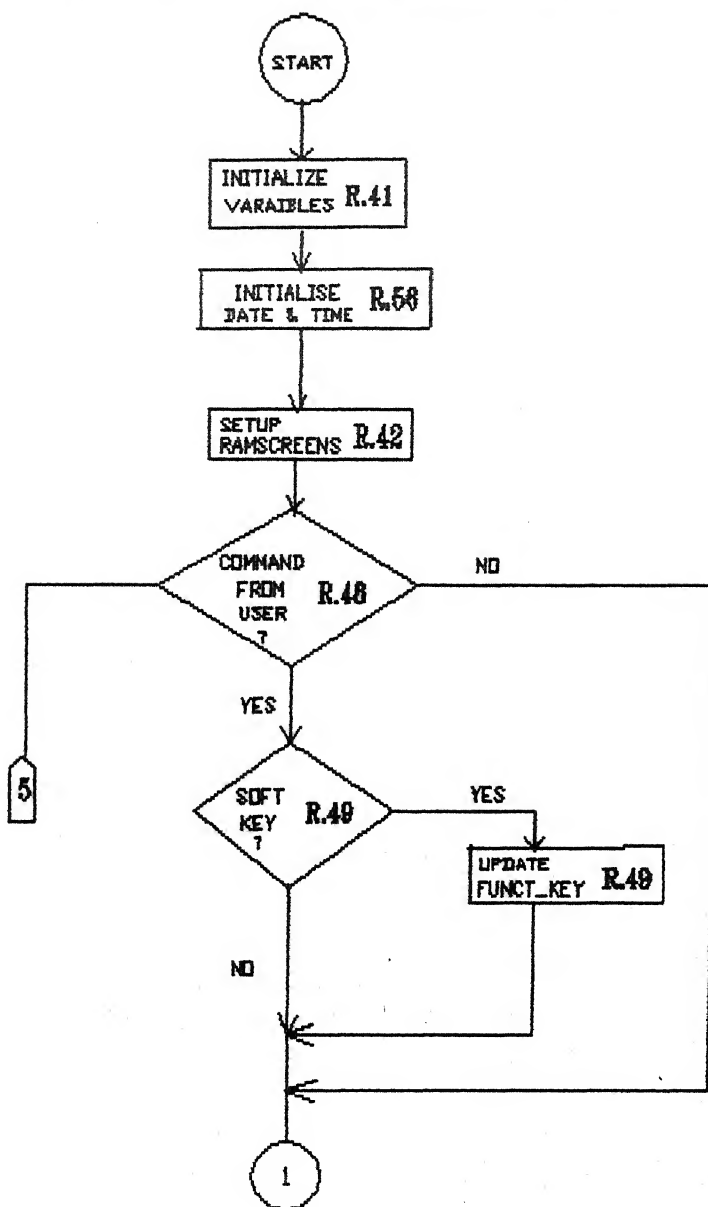 START
INITIALIZE
VARAIBLES R.41
INITIALISE
DATE & TIME R.56
SETUP
RAMSCREENS R.42
COMMAND
FROM
USER
?
R.48
NO
YES
5
SOFT
KEY
?
R.49
YES
UPDATE
FUNCT_KEY R.49
NO
1